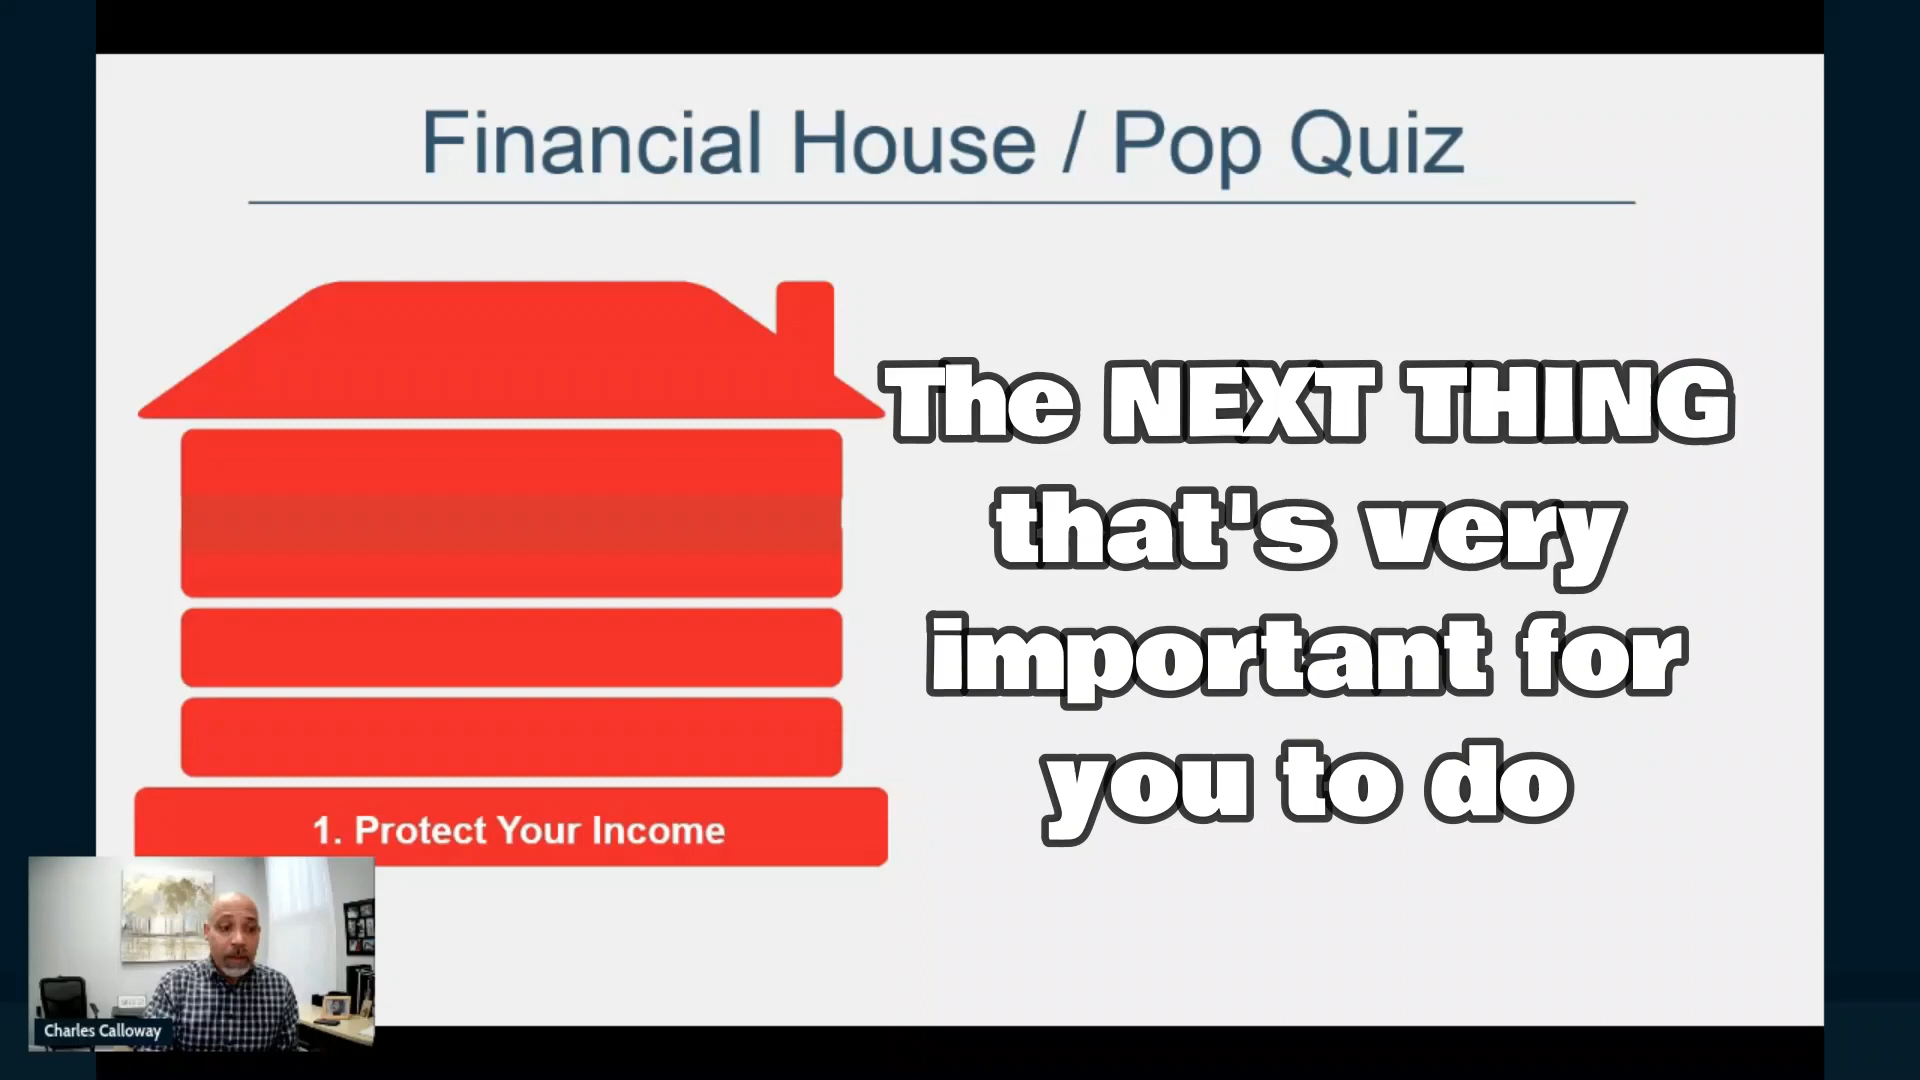 Financial House / Pop Quiz
The NEXT THING
that's very
important for
you to do
1. Protect Your Income
Charles Calloway